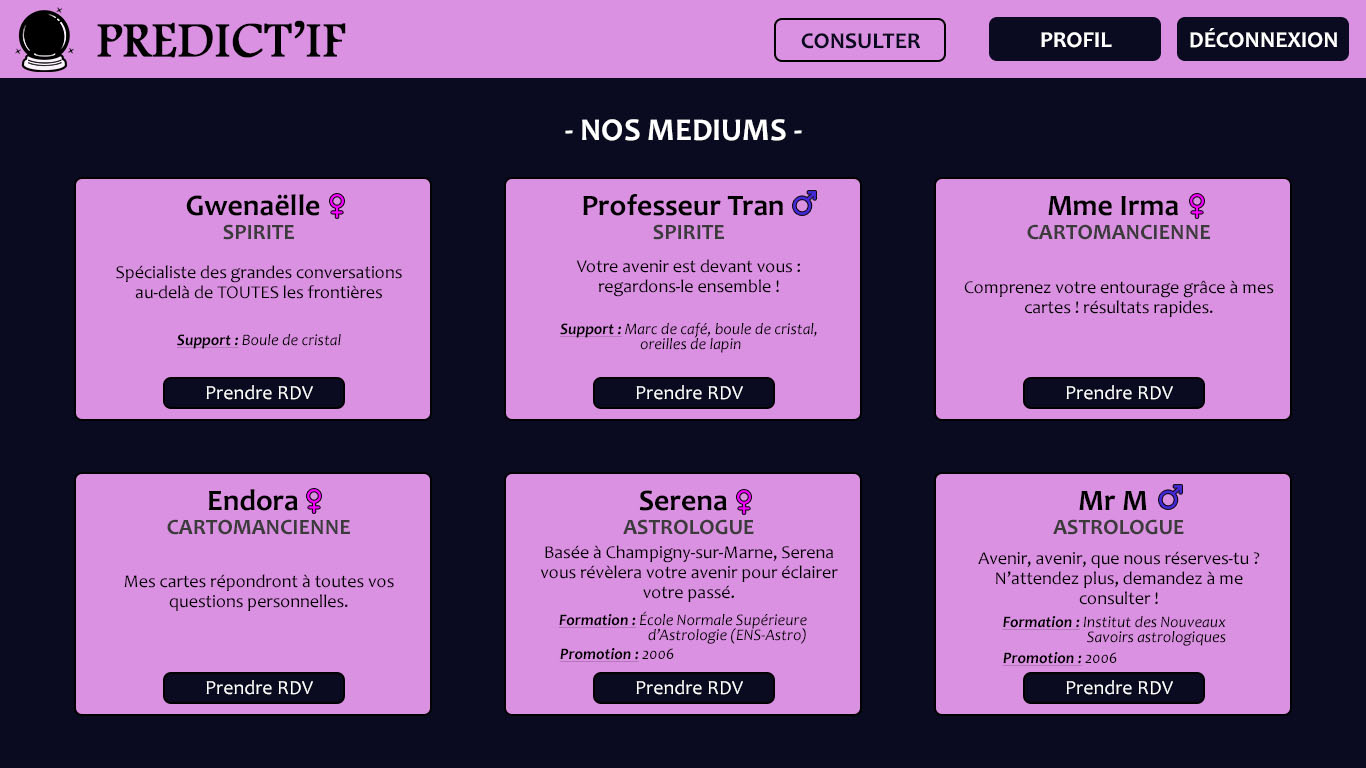 PREDICT’IF
CONSULTER
PROFIL
DÉCONNEXION
- NOS MEDIUMS -
Gwenaëlle
SPIRITE
Spécialiste des grandes conversations
au-delà de TOUTES les frontières
Support : Boule de cristal
Prendre RDV
Professeur Tran
SPIRITE
Votre avenir est devant vous :
regardons-le ensemble !
Support : Marc de café, boule de cristal,
oreilles de lapin
Prendre RDV
Mme Irma
CARTOMANCIENNE
Comprenez votre entourage grâce à mes
cartes ! résultats rapides.
Prendre RDV
Endora
CARTOMANCIENNE
Mes cartes répondront à toutes vos
questions personnelles.
Prendre RDV
Serena
ASTROLOGUE
Basée à Champigny-sur-Marne, Serena
vous révèlera votre avenir pour éclairer
votre passé.
Formation : École Normale Supérieure
d’Astrologie (ENS-Astro)
Promotion : 2006
Prendre RDV
Mr M
ASTROLOGUE
Avenir, avenir, que nous réserves-tu ?
N’attendez plus, demandez à me
consulter !
Formation : Institut des Nouveaux
Savoirs astrologiques
Promotion : 2006
Prendre RDV